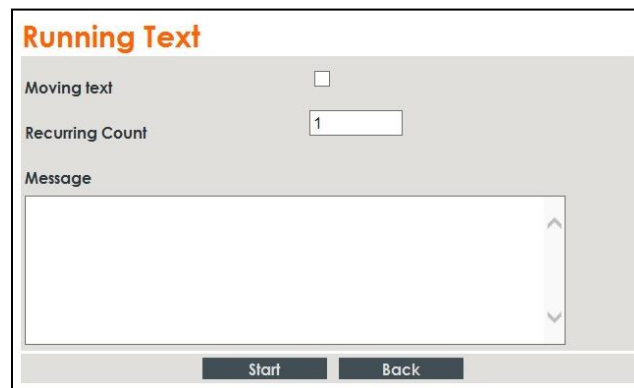 Running Text
Moving text
Recurring Count 1
Message
Start Back